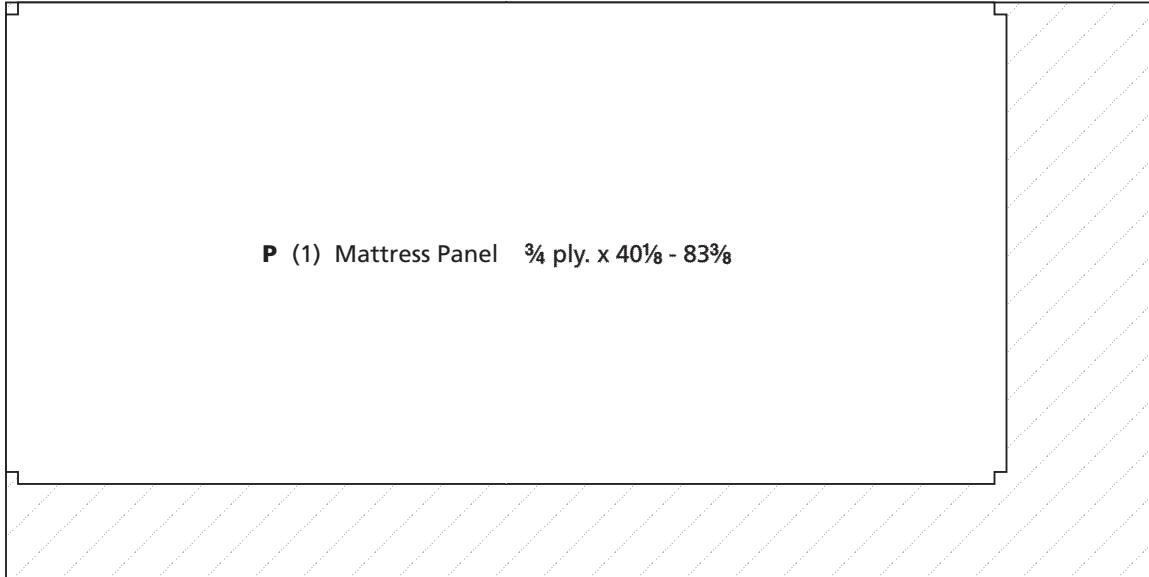 P (1) Mattress Panel ¾ ply. x 40⅛ - 83⅜